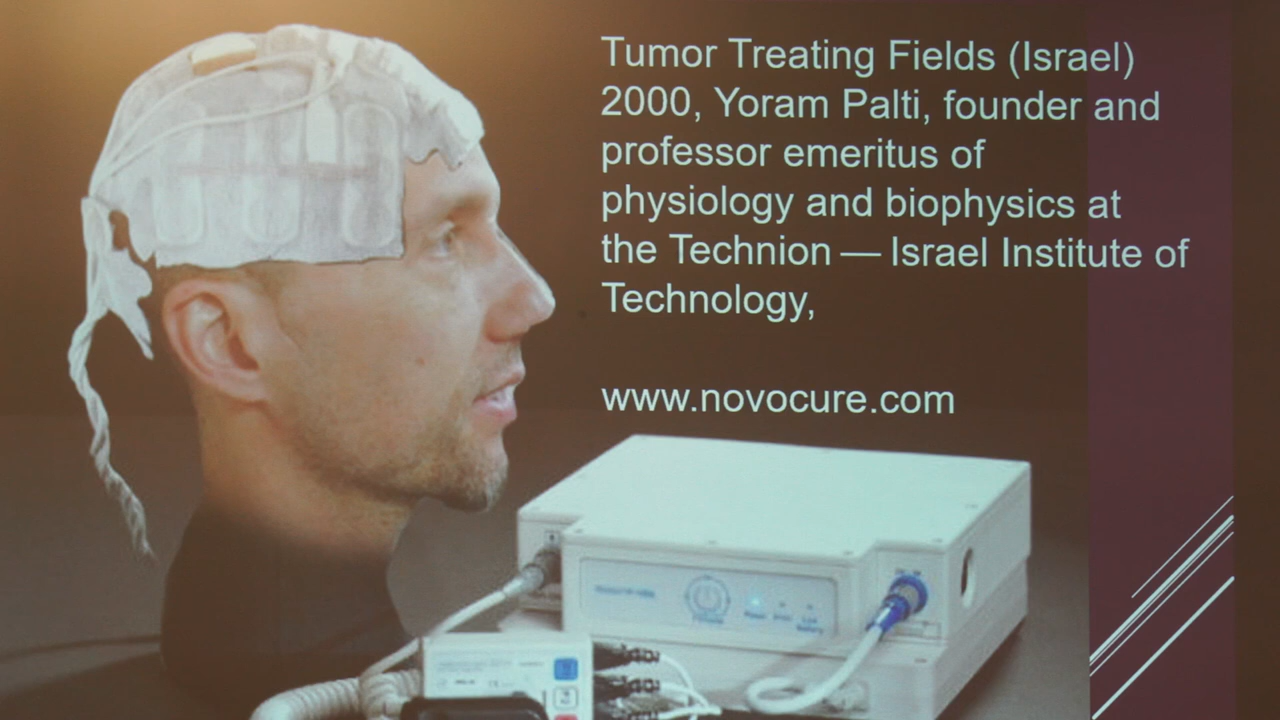 Tumor Treating Fields (Israel)
2000, Yoram Palti, founder and
professor emeritus of
physiology and biophysics at
the Technion — Israel Institute of
Technology,
www.novocure.com